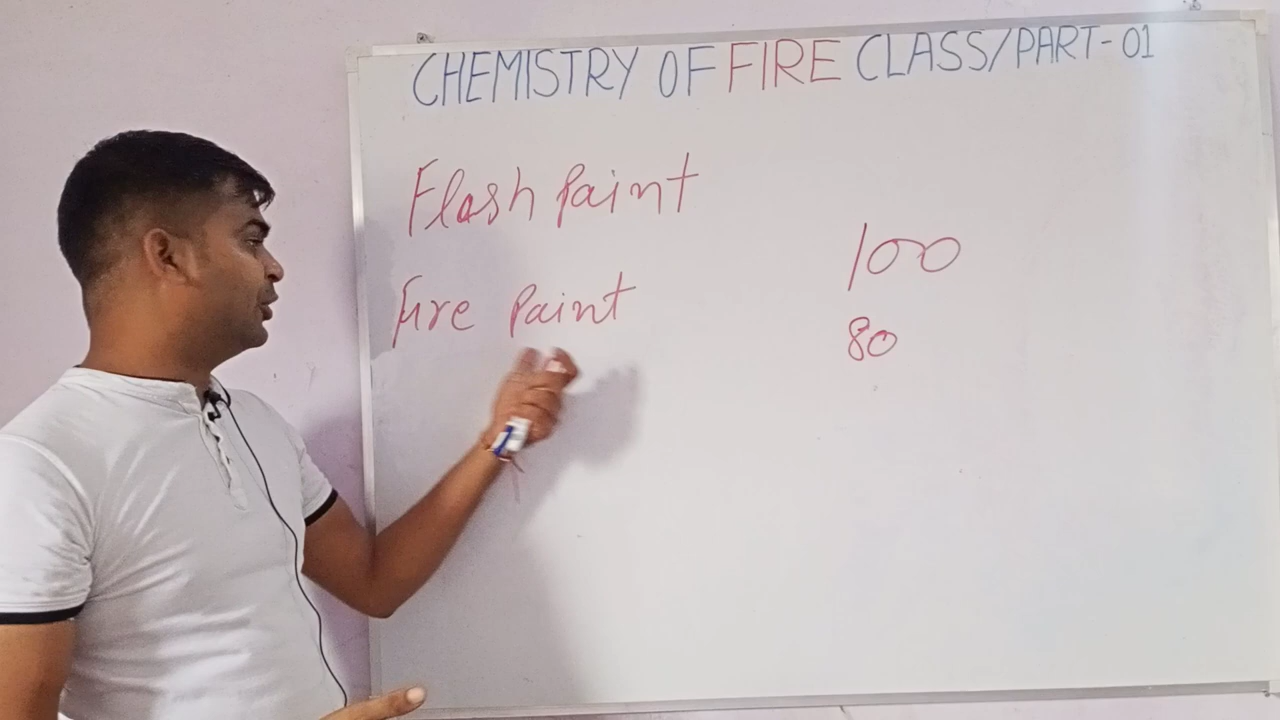 CHEMISTRY OF FIRE CLASS/PART-01
Flash Paint
Fire Paint
100
80